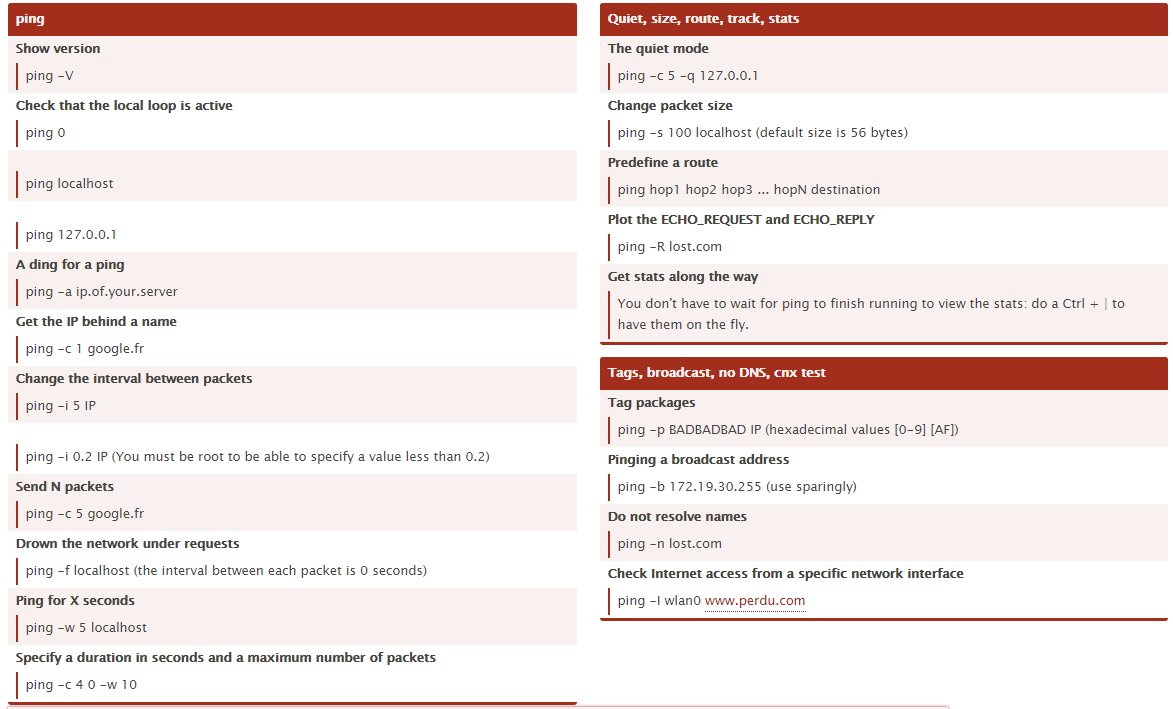 ping
Show version
ping -V
Check that the local loop is active
ping 0
ping localhost
ping 127.0.0.1
A ding for a ping
ping -a ip.of.your.server
Get the IP behind a name
ping -c 1 google.fr
Change the interval between packets
ping -i 5 IP
ping -i 0.2 IP (You must be root to be able to specify a value less than 0.2)
Send N packets
ping -c 5 google.fr
Drown the network under requests
ping -f localhost (the interval between each packet is 0 seconds)
Ping for X seconds
ping -w 5 localhost
Specify a duration in seconds and a maximum number of packets
ping -c 4 0 -w 10
Quiet, size, route, track, stats
The quiet mode
ping -c 5 -q 127.0.0.1
Change packet size
ping -s 100 localhost (default size is 56 bytes)
Predefine a route
ping hop1 hop2 hop3 ... hopN destination
Plot the ECHO_REQUEST and ECHO_REPLY
ping -R lost.com
Get stats along the way
You don't have to wait for ping to finish running to view the stats: do a Ctrl + | to
have them on the fly.
Tags, broadcast, no DNS, cnx test
Tag packages
ping -p BADBADBAD IP (hexadecimal values [0-9] [AF])
Pinging a broadcast address
ping -b 172.19.30.255 (use sparingly)
Do not resolve names
ping -n lost.com
Check Internet access from a specific network interface
ping -I wlan0 www.perdu.com